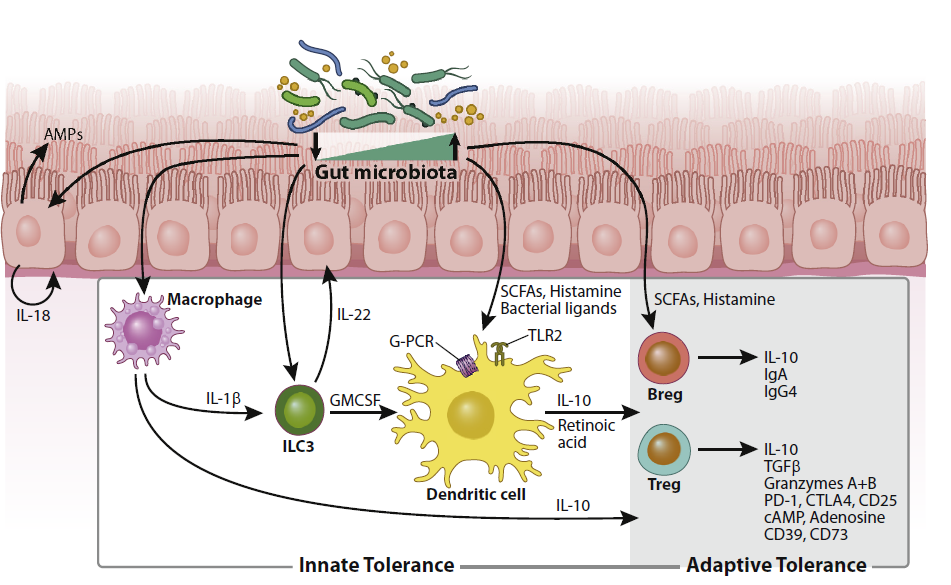 AMPs
Gut microbiota
IL-18
Macrophage
IL-22
SCFAs, Histamine
Bacterial ligands
SCFAs, Histamine
G-PCR
TLR2
IL-1β
ILC3
GMCSF
IL-10
Retinoic
acid
Dendritic cell
IL-10
Breg
IL-10
IgA
IgG4
Treg
IL-10
TGFβ
Granzymes A+B
PD-1, CTLA4, CD25
cAMP, Adenosine
CD39, CD73
Innate Tolerance
Adaptive Tolerance